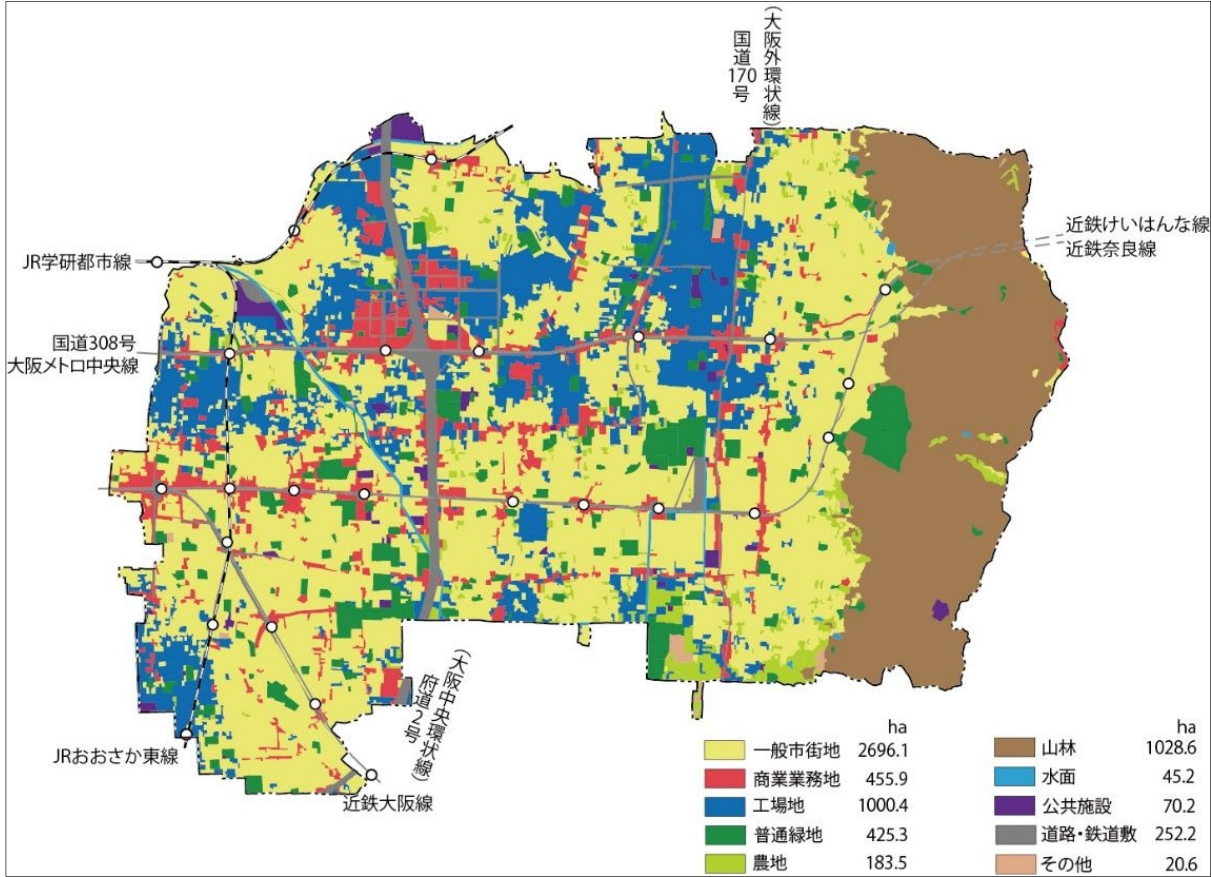 (大阪外環状線)
国道170号
近鉄けいはんな線
近鉄奈良線
JR学研都市線
国道308号
大阪メトロ中央線
(大阪中央環状線)
府道2号
JRおおさか東線
近鉄大阪線
ha
一般市街地 2696.1
商業業務地 455.9
工場地 1000.4
普通緑地 425.3
農地 183.5
ha
山林 1028.6
水面 45.2
公共施設 70.2
道路・鉄道敷 252.2
その他 20.6